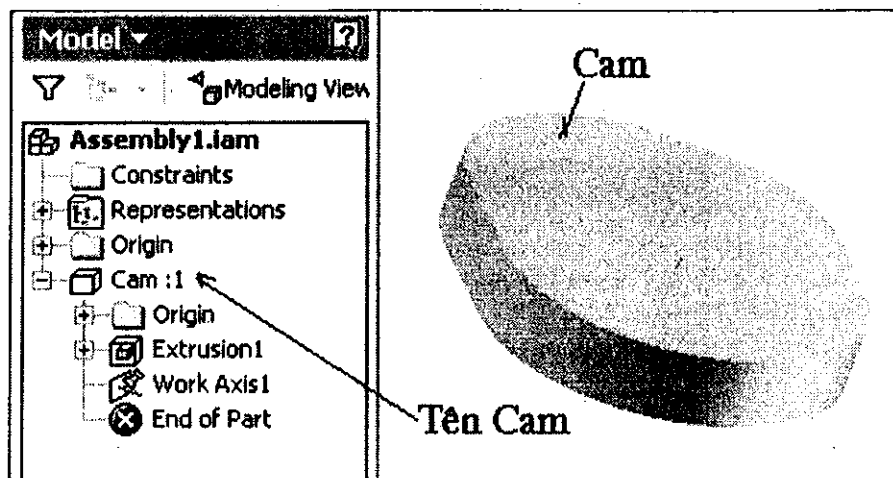 Model
?
Modeling View
Assembly1.iam
Constraints
Representations
Origin
Cam :1
Origin
Extrusion1
Work Axis1
End of Part
Cam
Tên Cam